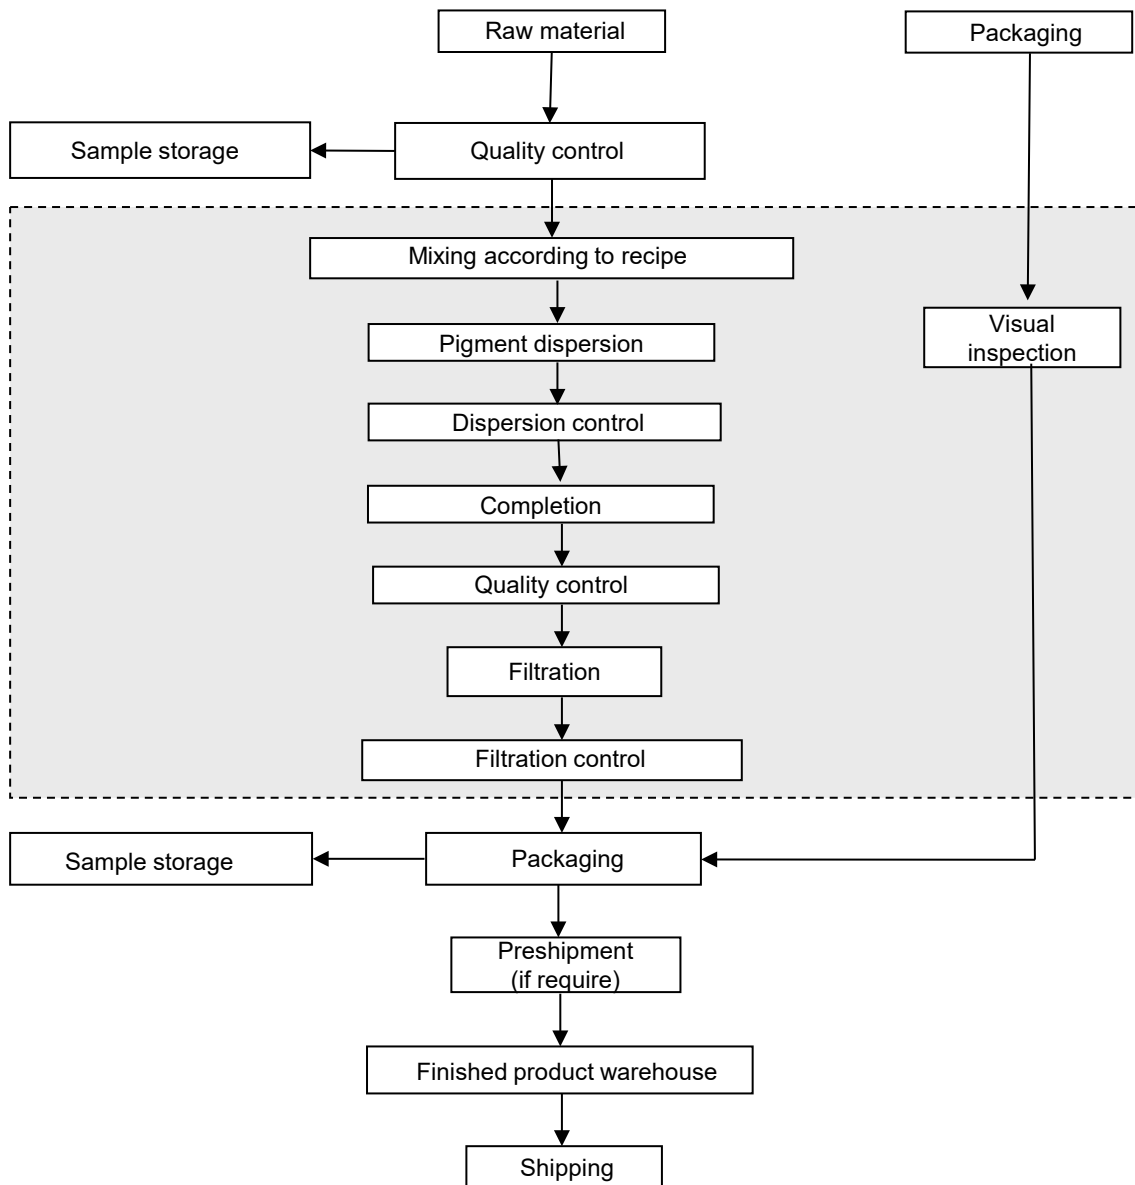 Raw material
Packaging
Sample storage
Quality control
Mixing according to recipe
Pigment dispersion
Visual
inspection
Dispersion control
Completion
Quality control
Filtration
Filtration control
Sample storage
Packaging
Preshipment
(if require)
Finished product warehouse
Shipping